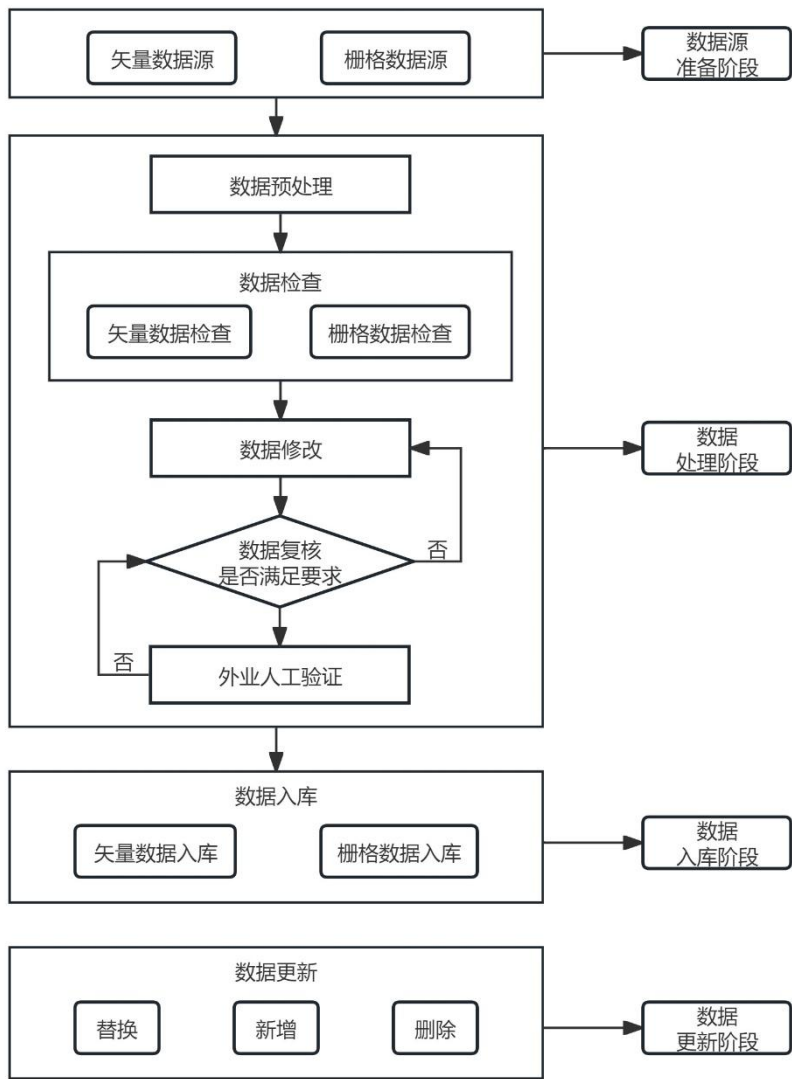 矢量数据源
栅格数据源
数据源
准备阶段
数据预处理
数据检查
矢量数据检查
栅格数据检查
数据修改
数据
处理阶段
数据复核
是否满足要求
否
否
外业人工验证
数据入库
矢量数据入库
栅格数据入库
数据
入库阶段
数据更新
替换
新增
删除
数据
更新阶段